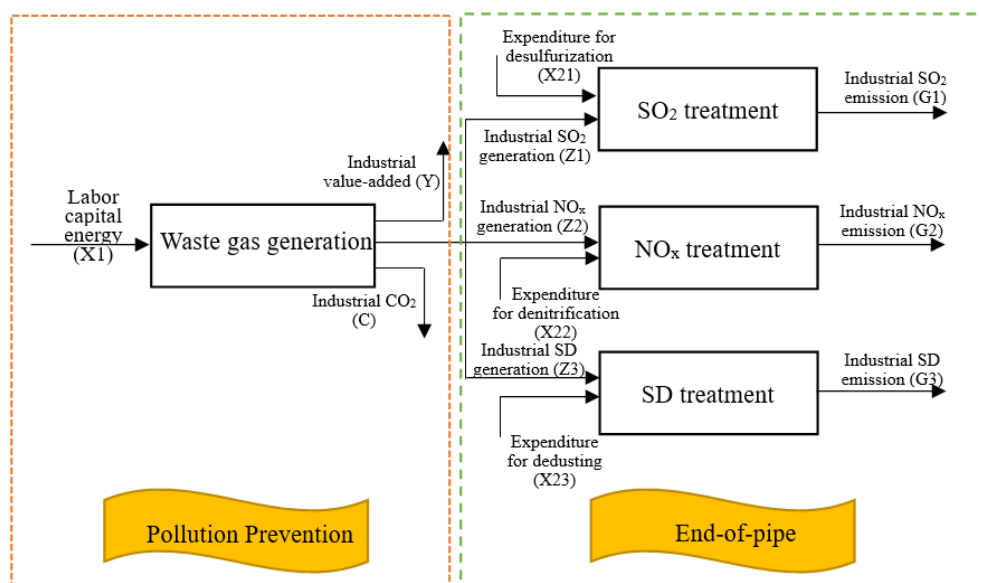 Labor
capital
energy
(X1)
Waste gas generation
Industrial
value-added (Y)
Industrial CO₂
(C)
Pollution Prevention
Expenditure for
desulfurization
(X21)
Industrial SO₂
generation (Z1)
SO₂ treatment
Industrial SO₂
emission (G1)
Industrial NOₓ
generation (Z2)
Expenditure
for denitrification
(X22)
NOₓ treatment
Industrial NOₓ
emission (G2)
Industrial SD
generation (Z3)
Expenditure
for dedusting
(X23)
SD treatment
Industrial SD
emission (G3)
End-of-pipe